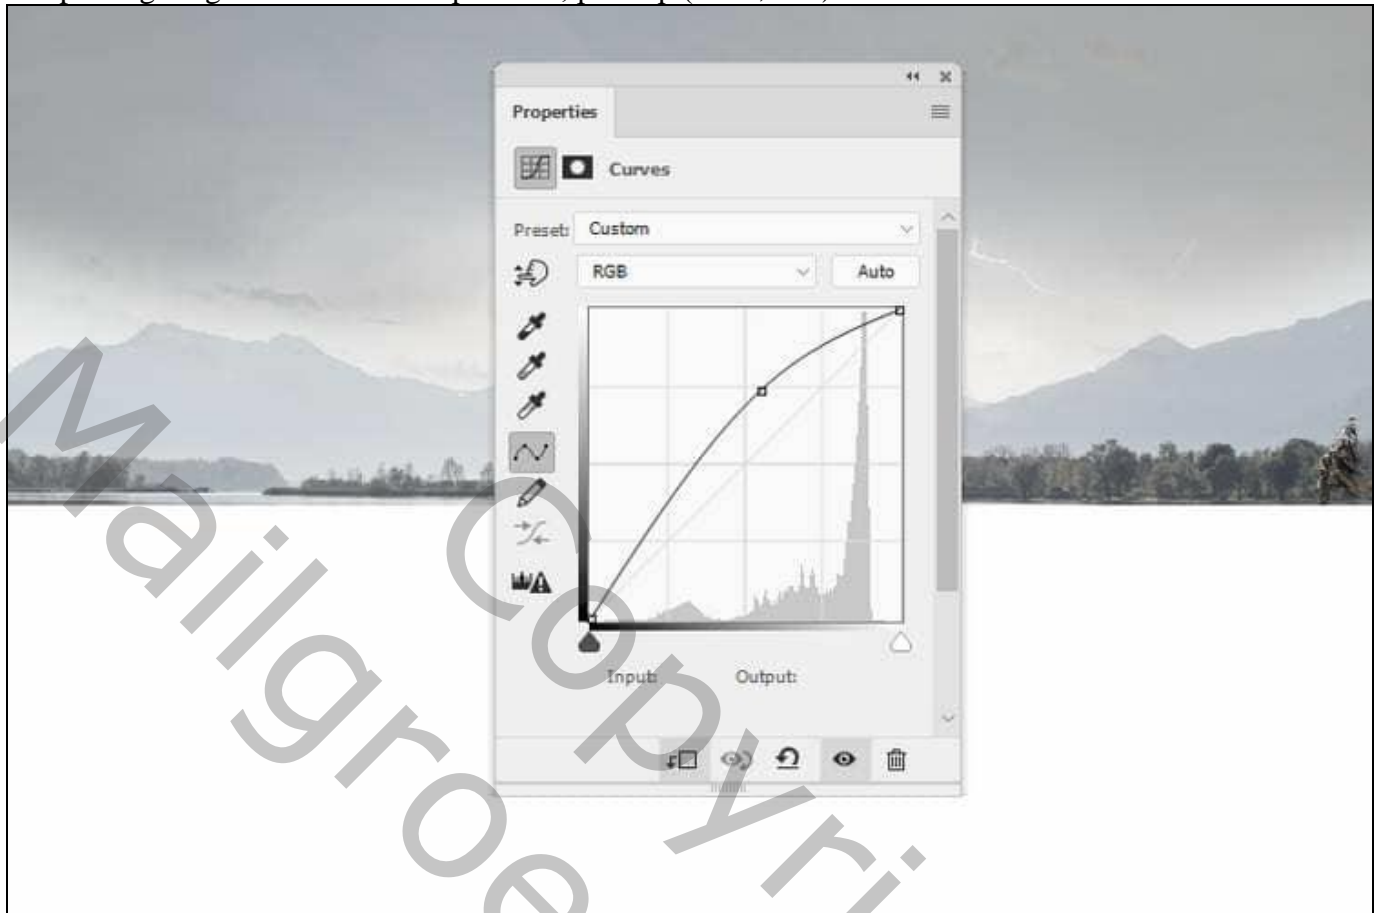 Properties
Curves
Preset: Custom
RGB
Auto
Input:
Output:
Mailgroe
Copyri